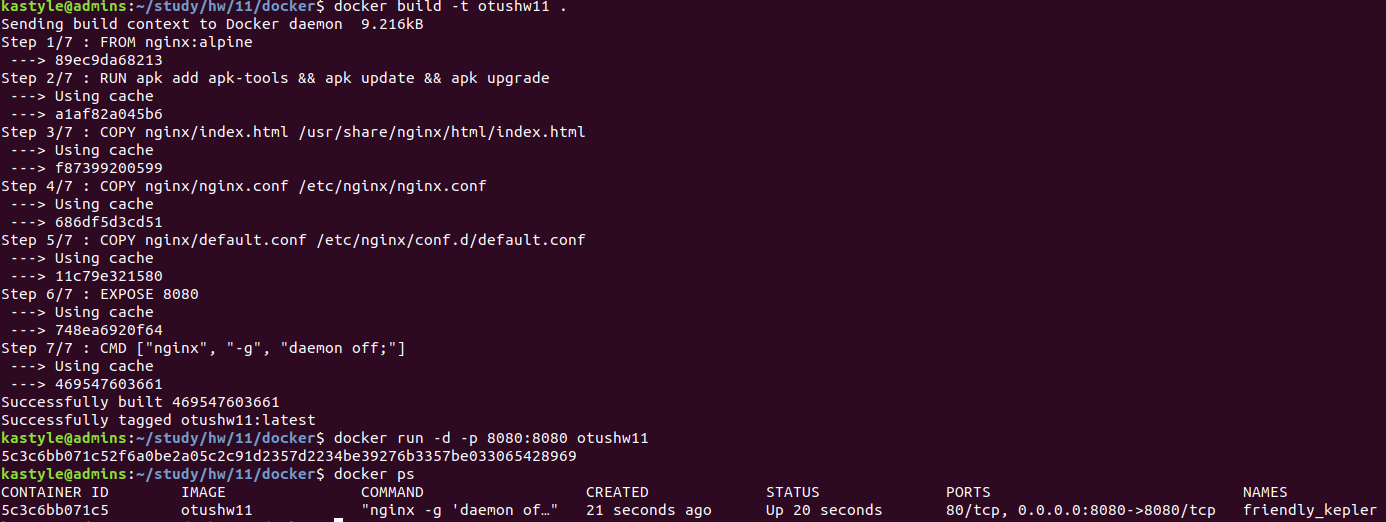 kastyle@admins:~/study/hw/11/docker$ docker build -t otushw11 .
Sending build context to Docker daemon  9.216kB
Step 1/7 : FROM nginx:alpine
 ---> 89ec9da68213
Step 2/7 : RUN apk add apk-tools && apk update && apk upgrade
 ---> Using cache
 ---> a1af82a045b6
Step 3/7 : COPY nginx/index.html /usr/share/nginx/html/index.html
 ---> Using cache
 ---> f87399200599
Step 4/7 : COPY nginx/nginx.conf /etc/nginx/nginx.conf
 ---> Using cache
 ---> 686df5d3cd51
Step 5/7 : COPY nginx/default.conf /etc/nginx/conf.d/default.conf
 ---> Using cache
 ---> 11c79e321580
Step 6/7 : EXPOSE 8080
 ---> Using cache
 ---> 748ea6920f64
Step 7/7 : CMD ["nginx", "-g", "daemon off;"]
 ---> Using cache
 ---> 469547603661
Successfully built 469547603661
Successfully tagged otushw11:latest
kastyle@admins:~/study/hw/11/docker$ docker run -d -p 8080:8080 otushw11
5c3c6bb071c52f6a0be2a05c2c91d2357d2234be39276b3357be033065428969
kastyle@admins:~/study/hw/11/docker$ docker ps
CONTAINER ID        IMAGE               COMMAND                  CREATED             STATUS              PORTS                            NAMES
5c3c6bb071c5        otushw11            "nginx -g 'daemon of…"   21 seconds ago      Up 20 seconds       80/tcp, 0.0.0.0:8080->8080/tcp   friendly_kepler